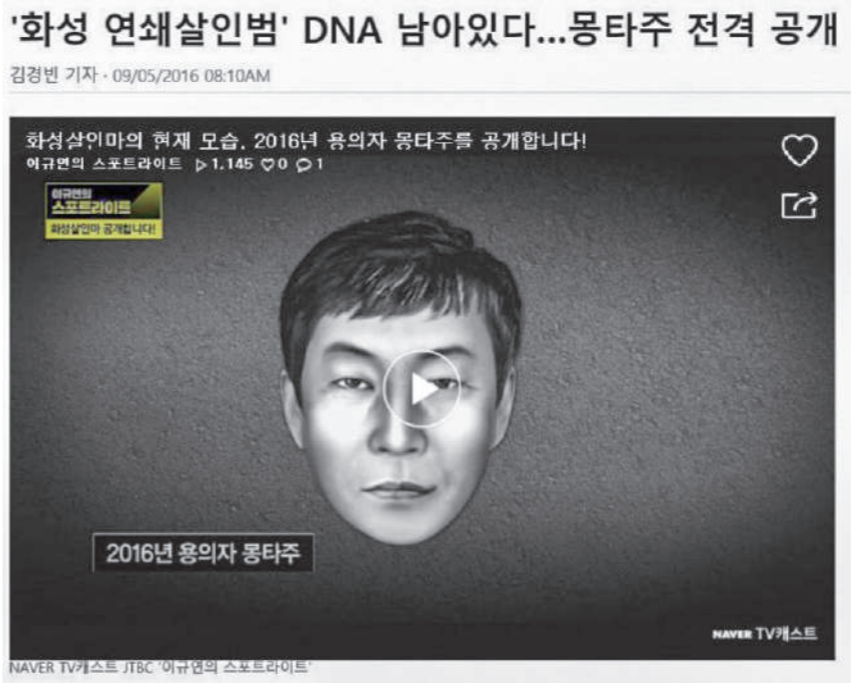 '화성 연쇄살인범' DNA 남아있다...몽타주 전격 공개
김경빈 기자 · 09/05/2016 08:10AM
화성살인마의 현재 모습, 2016년 용의자 몽타주를 공개합니다!
이규연의 스포트라이트 ▷1,145 ♡0 1
이규연의
스포트라이트
화성살인마 공개합니다!
2016년 용의자 몽타주
NAVER TV캐스트
NAVER TV캐스트 JTBC '이규연의 스포트라이트'